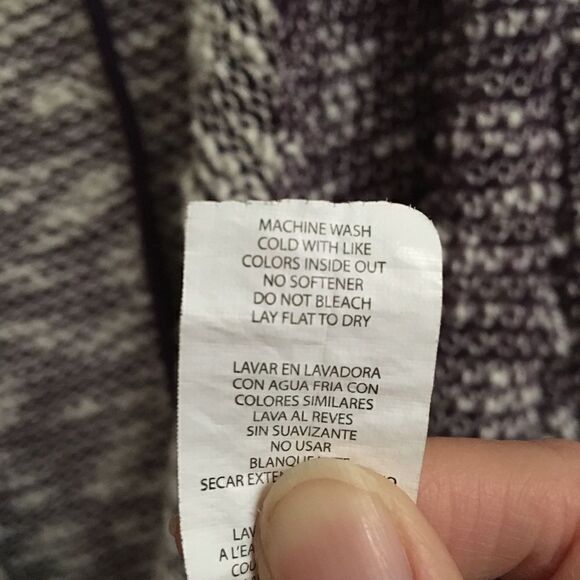 MACHINE WASH
COLD WITH LIKE
COLORS INSIDE OUT
NO SOFTENER
DO NOT BLEACH
LAY FLAT TO DRY
LAVAR EN LAVADORA
CON AGUA FRIA CON
COLORES SIMILARES
LAVA AL REVES
SIN SUAVIZANTE
NO USAR
SECAR